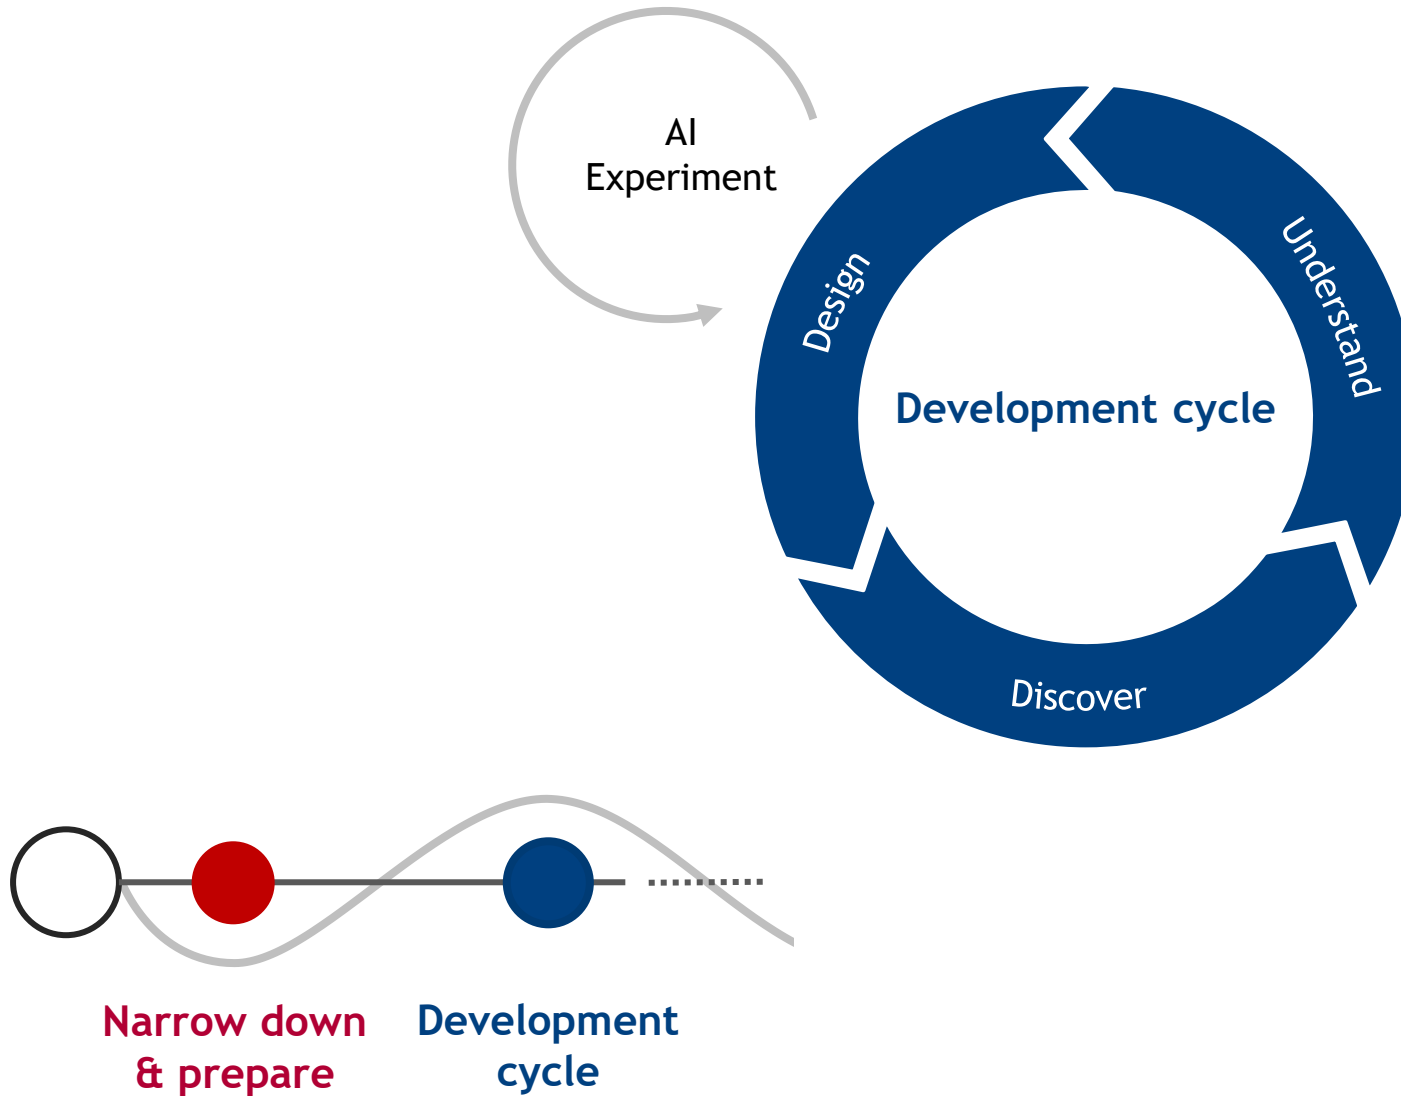 AI
Experiment
Design
Understand
Development cycle
Discover
Narrow down
& prepare
Development
cycle